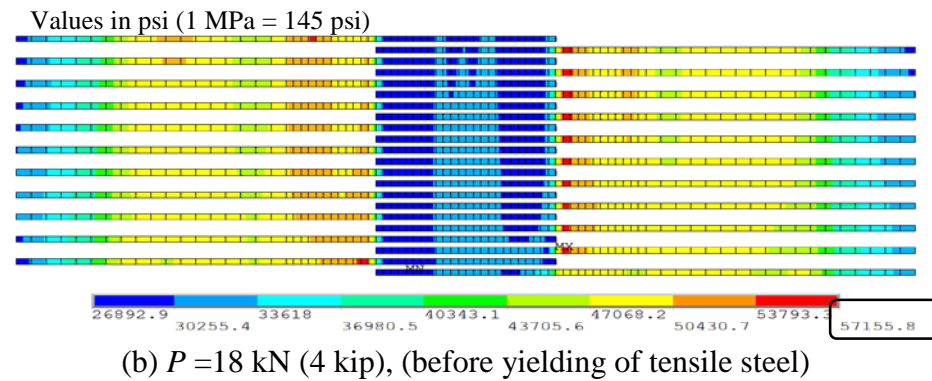 Values in psi (1 MPa = 145 psi)
MX
MN
26892.9 33618 40343.1 47068.2 53793.3
30255.4 36980.5 43705.6 50430.7 57155.8
(b) P =18 kN (4 kip), (before yielding of tensile steel)